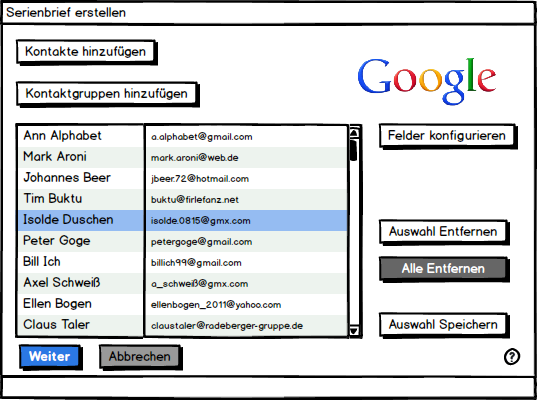 Serienbrief erstellen
Kontakte hinzufügen
Google
Kontaktgruppen hinzufügen
Ann Alphabet a.alphabet@gmail.com
Felder konfigurieren
Mark Aroni mark.aroni@web.de
Johannes Beer jbeer.72@hotmail.com
Tim Buktu buktu@firlefanz.net
Isolde Duschen isolde.0815@gmx.com
Auswahl Entfernen
Peter Goge petergoge@gmail.com
Bill Ich billich99@gmail.com
Alle Entfernen
Axel Schweiß a_schweiß@gmx.com
Ellen Bogen ellenbogen_2011@yahoo.com
Claus Taler claustaler@radeberger-gruppe.de
Auswahl Speichern
Weiter
Abbrechen
?